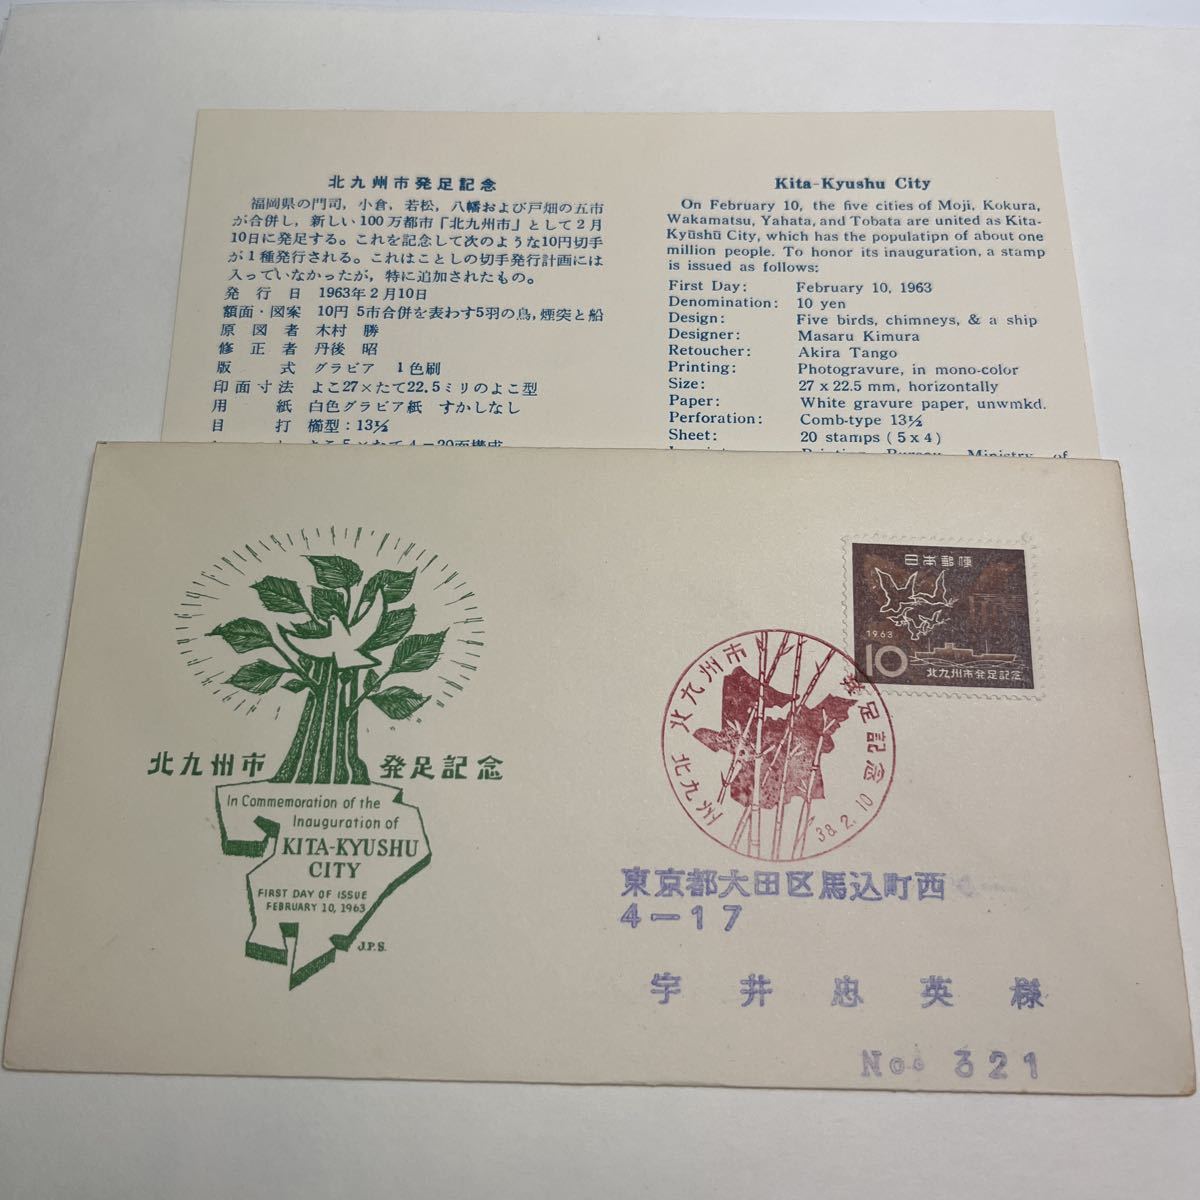 北九州市発足記念
福岡県の門司,小倉,若松,八幡および戸畑の五市
が合併し,新しい100万都市「北九州市」として2月
10日に発足する。これを記念して次のような10円切手
が1種発行される。これはことしの切手発行計画には
入っていなかったが,特に追加されたもの。
発行日 1963年2月10日
額面・図案 10円 5市合併を表わす5羽の鳥,煙突と船
原図者 木村 勝
修正者 丹後 昭
版式 グラビア 1色刷
印面寸法 よこ27×たて22.5ミリのよこ型
用紙 白色グラビア紙 すかしなし
目打 櫛型:13½
よこ5×たて4=20面構成
Kita-Kyushu City
On February 10, the five cities of Moji, Kokura,
Wakamatsu, Yahata, and Tobata are united as Kita-
Kyūshū City, which has the populatipn of about one
million people. To honor its inauguration, a stamp
is issued as follows:
First Day: February 10, 1963
Denomination: 10 yen
Design: Five birds, chimneys, & a ship
Designer: Masaru Kimura
Retoucher: Akira Tango
Printing: Photogravure, in mono-color
Size: 27 x 22.5 mm, horizontally
Paper: White gravure paper, unwmkd.
Perforation: Comb-type 13½
Sheet: 20 stamps (5 x 4)
Printing Bureau, Ministry of
北九州市 発足記念
In Commemoration of the
Inauguration of
KITA-KYUSHU
CITY
FIRST DAY OF ISSUE
FEBRUARY 10, 1963
J.P.S.
日本郵便
1963
10
北九州市発足記念
北九州市 発足記念
北九州
38.2.10
東京都大田区馬込町西
4-17
宇井忠英様
No. 321